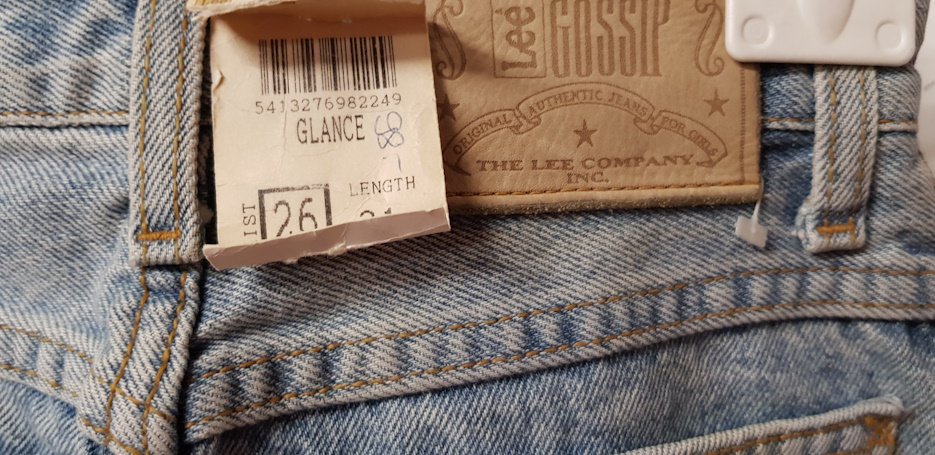 5413276982249
GLANCE
LENGTH
26
Lee
GOSSIP
ORIGINAL AUTHENTIC JEANS FOR GIRLS
THE LEE COMPANY
INC.